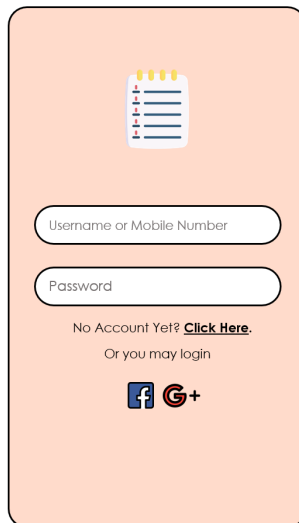 Username or Mobile Number
Password
No Account Yet? Click Here.
Or you may login
f G+